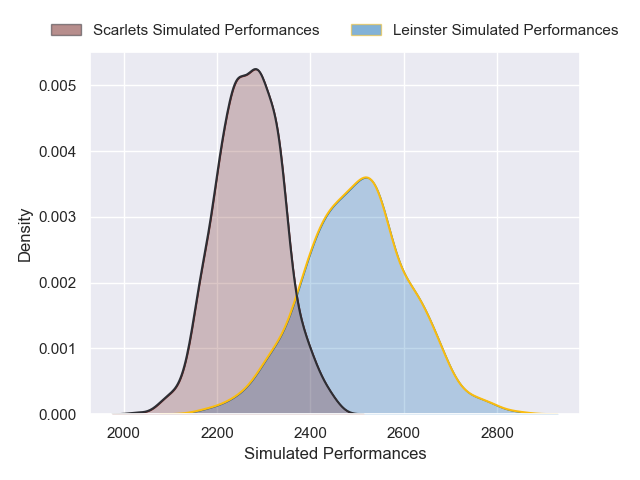 Scarlets Simulated Performances Leinster Simulated Performances
0.005
0.004
0.003
0.002
0.001
0.000
Density
2000 2200 2400 2600 2800
Simulated Performances